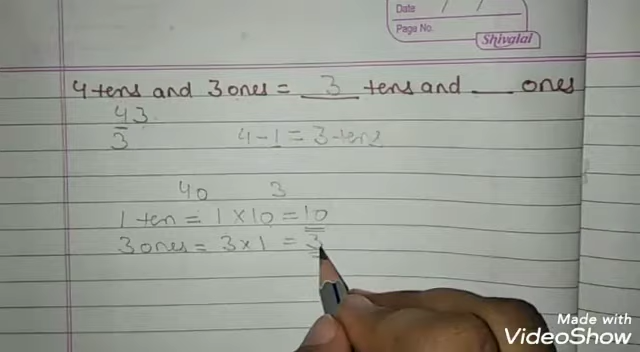 Date / /
Page No.
Shivalal
4 tens and 3 ones = 3 tens and ___ ones
43
3
4-1 = 3 tens
40 3
1 ten = 1 × 10 = 10
3 ones = 3 × 1 = 3
Made with
VideoShow